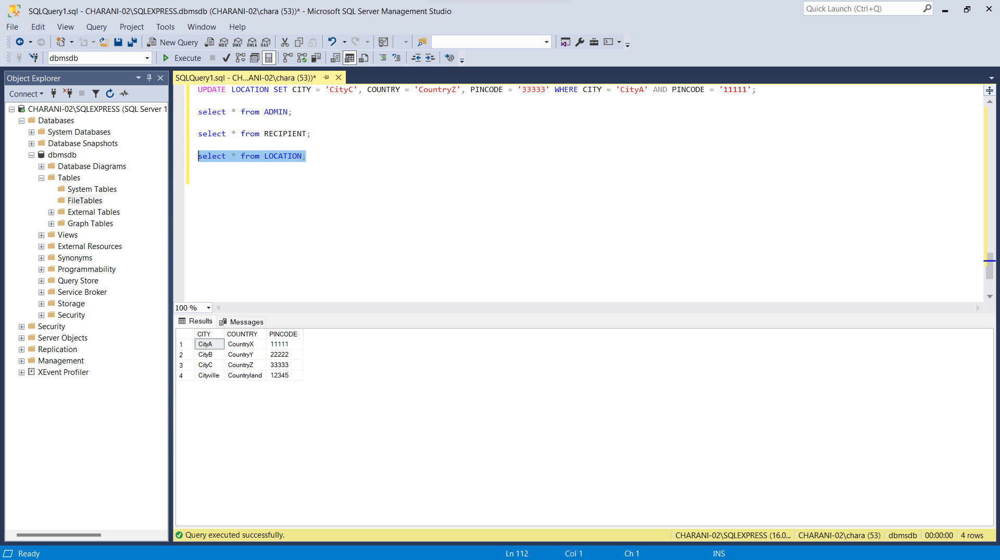 SQLQuery1.sql - CHARANI-02\SQLEXPRESS.dbmsdb (CHARANI-02\chara (53))* - Microsoft SQL Server Management Studio
Quick Launch (Ctrl+Q)
File Edit View Query Project Tools Window Help
New Query MDX DMX XMLA DAX
dbmsdb Execute
Object Explorer
Connect
CHARANI-02\SQLEXPRESS (SQL Server 1
Databases
System Databases
Database Snapshots
dbmsdb
Database Diagrams
Tables
System Tables
FileTables
External Tables
Graph Tables
Views
External Resources
Synonyms
Programmability
Query Store
Service Broker
Storage
Security
Security
Server Objects
Replication
Management
XEvent Profiler
SQLQuery1.sql - CH...ANI-02\chara (53))*
UPDATE LOCATION SET CITY = 'CityC', COUNTRY = 'CountryZ', PINCODE = '33333' WHERE CITY = 'CityA' AND PINCODE = '11111';
select * from ADMIN;
select * from RECIPIENT;
select * from LOCATION;
100 %
Results Messages
CITY COUNTRY PINCODE
1 CityA CountryX 11111
2 CityB CountryY 22222
3 CityC CountryZ 33333
4 Cityville Countryland 12345
Query executed successfully. CHARANI-02\SQLEXPRESS (16.0... CHARANI-02\chara (53) dbmsdb 00:00:00 4 rows
Ready Ln 112 Col 1 Ch 1 INS